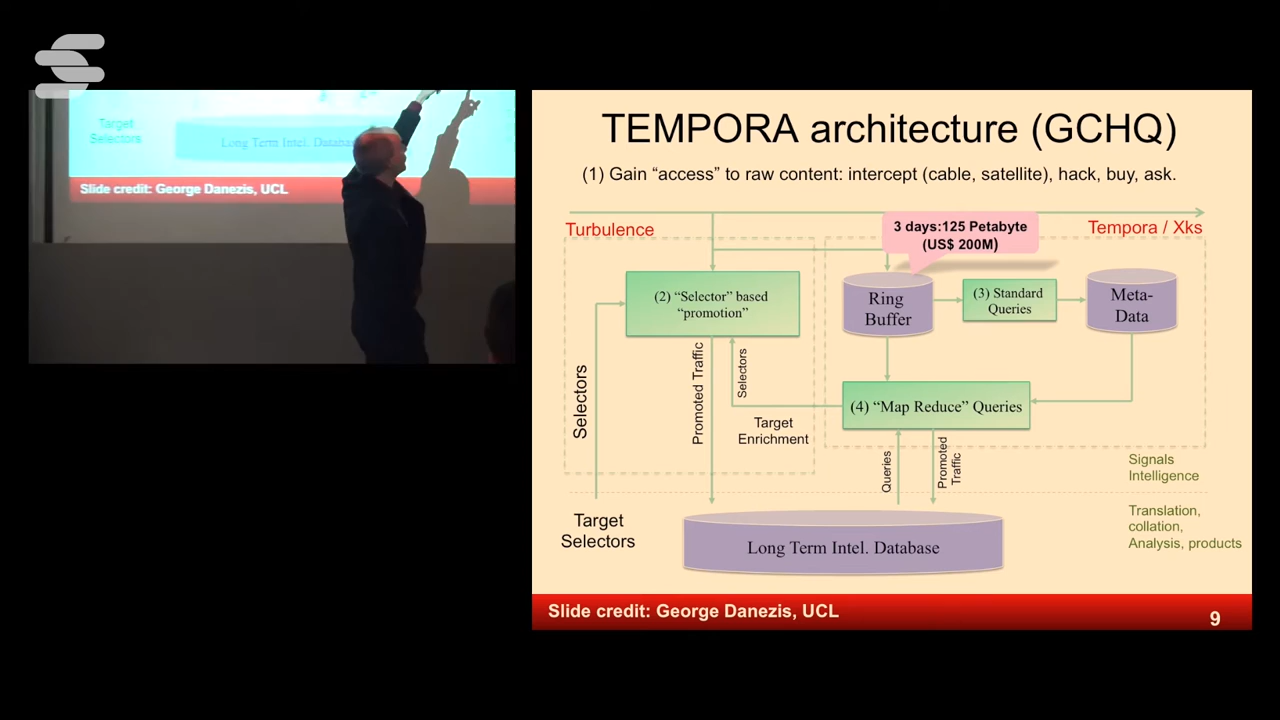 Target
Selectors
Long Term Intel. Databa
Slide credit: George Danezis, UCL
TEMPORA architecture (GCHQ)
(1) Gain “access” to raw content: intercept (cable, satellite), hack, buy, ask.
Turbulence
3 days:125 Petabyte
(US$ 200M)
Tempora / Xks
(2) “Selector” based
“promotion”
Ring
Buffer
(3) Standard
Queries
Meta-
Data
Selectors
Promoted Traffic
Selectors
(4) “Map Reduce” Queries
Target
Enrichment
Queries
Promoted
Traffic
Signals
Intelligence
Target
Selectors
Long Term Intel. Database
Translation,
collation,
Analysis, products
Slide credit: George Danezis, UCL
9